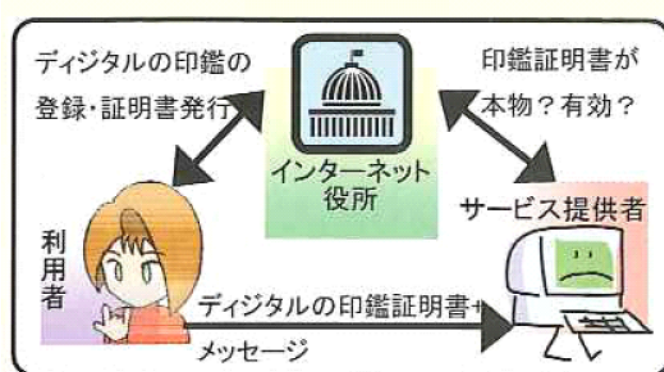 ディジタルの印鑑の
登録・証明書発行
印鑑証明書が
本物？有効？
インターネット
役所
サービス提供者
利用者
ディジタルの印鑑証明書+
メッセージ